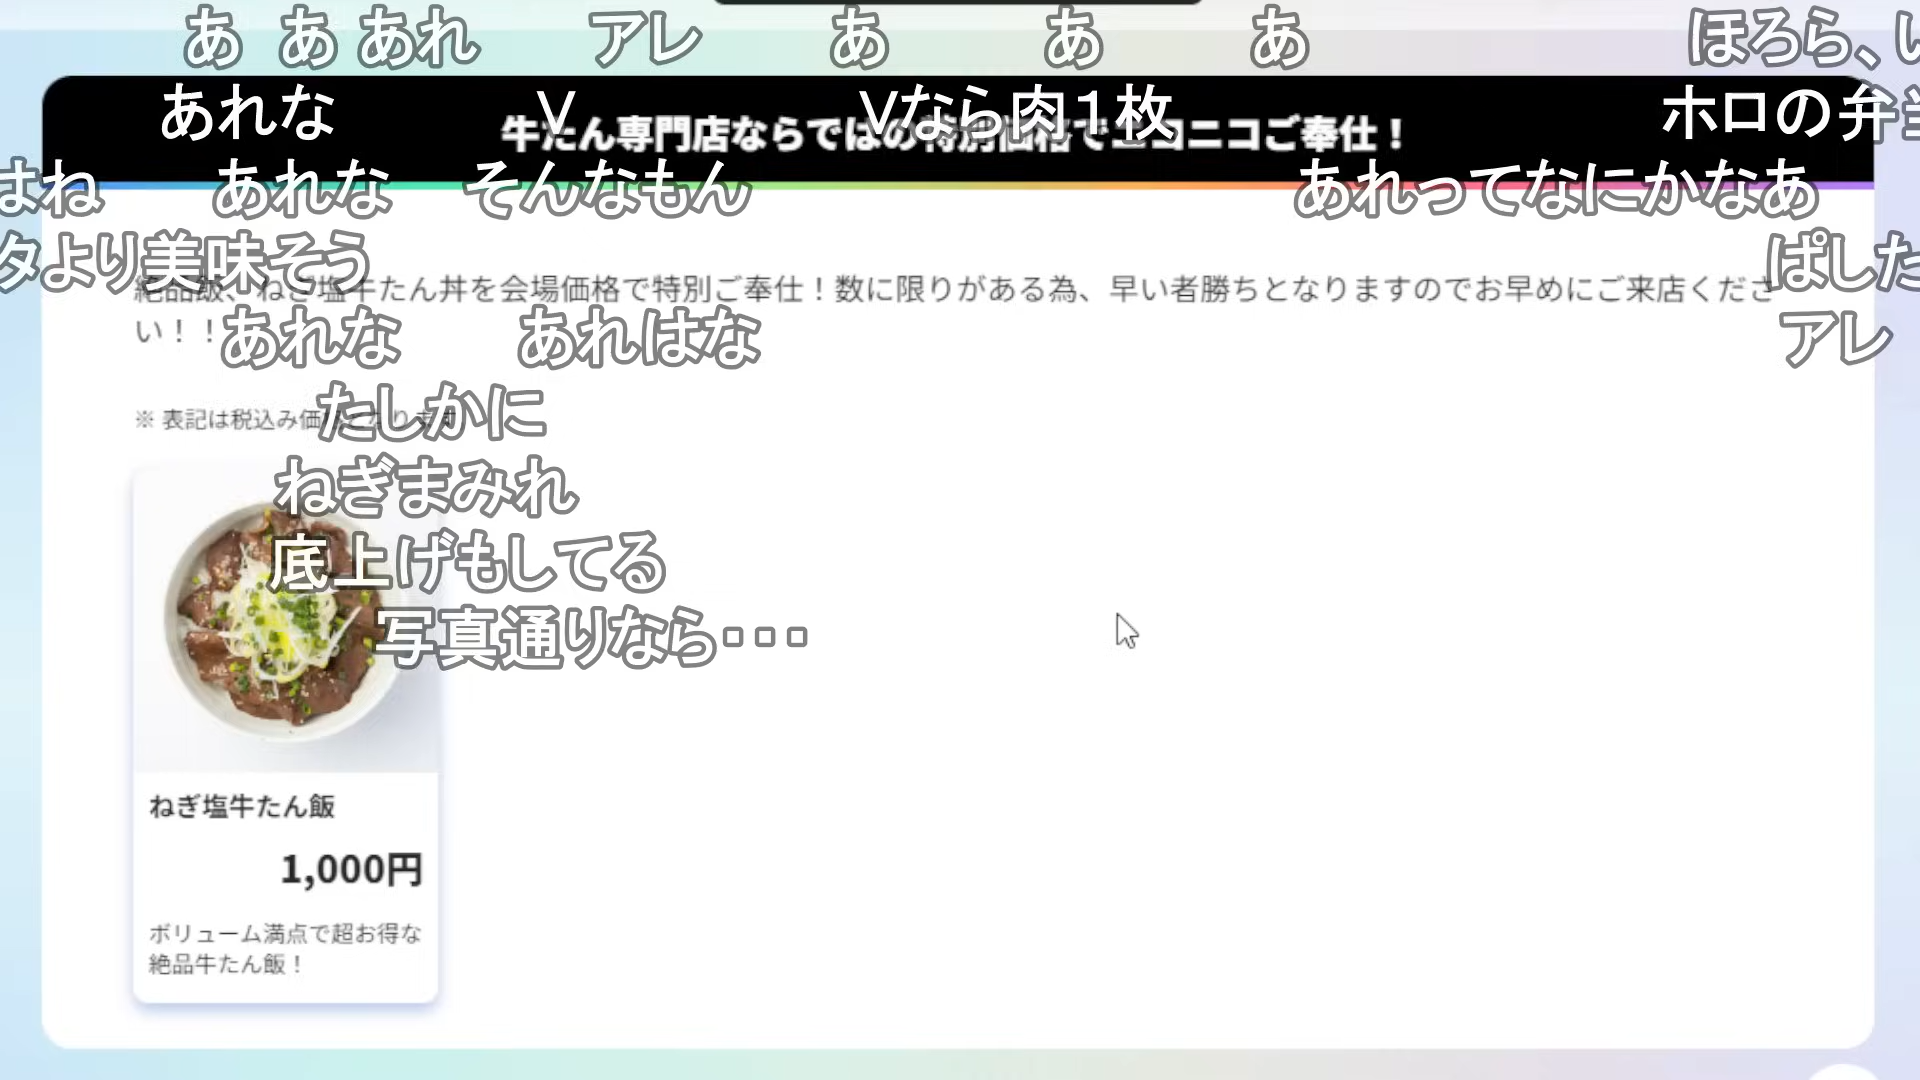 あ あ あれ アレ あ あ あ ほろら、い
あれな V Vなら肉１枚 ホロの弁当
牛たん専門店ならではの特別価格でニコニコご奉仕！
はね あれな そんなもん あれってなにかなあ
タより美味そう ぱした
絶品飯、ねぎ塩牛たん丼を会場価格で特別ご奉仕！数に限りがある為、早い者勝ちとなりますのでお早めにご来店くださ
い！！
あれな あれはな アレ
たしかに
※ 表記は税込み価格となります
ねぎまみれ
底上げもしてる
写真通りなら･･･
ねぎ塩牛たん飯
1,000円
ボリューム満点で超お得な
絶品牛たん飯！